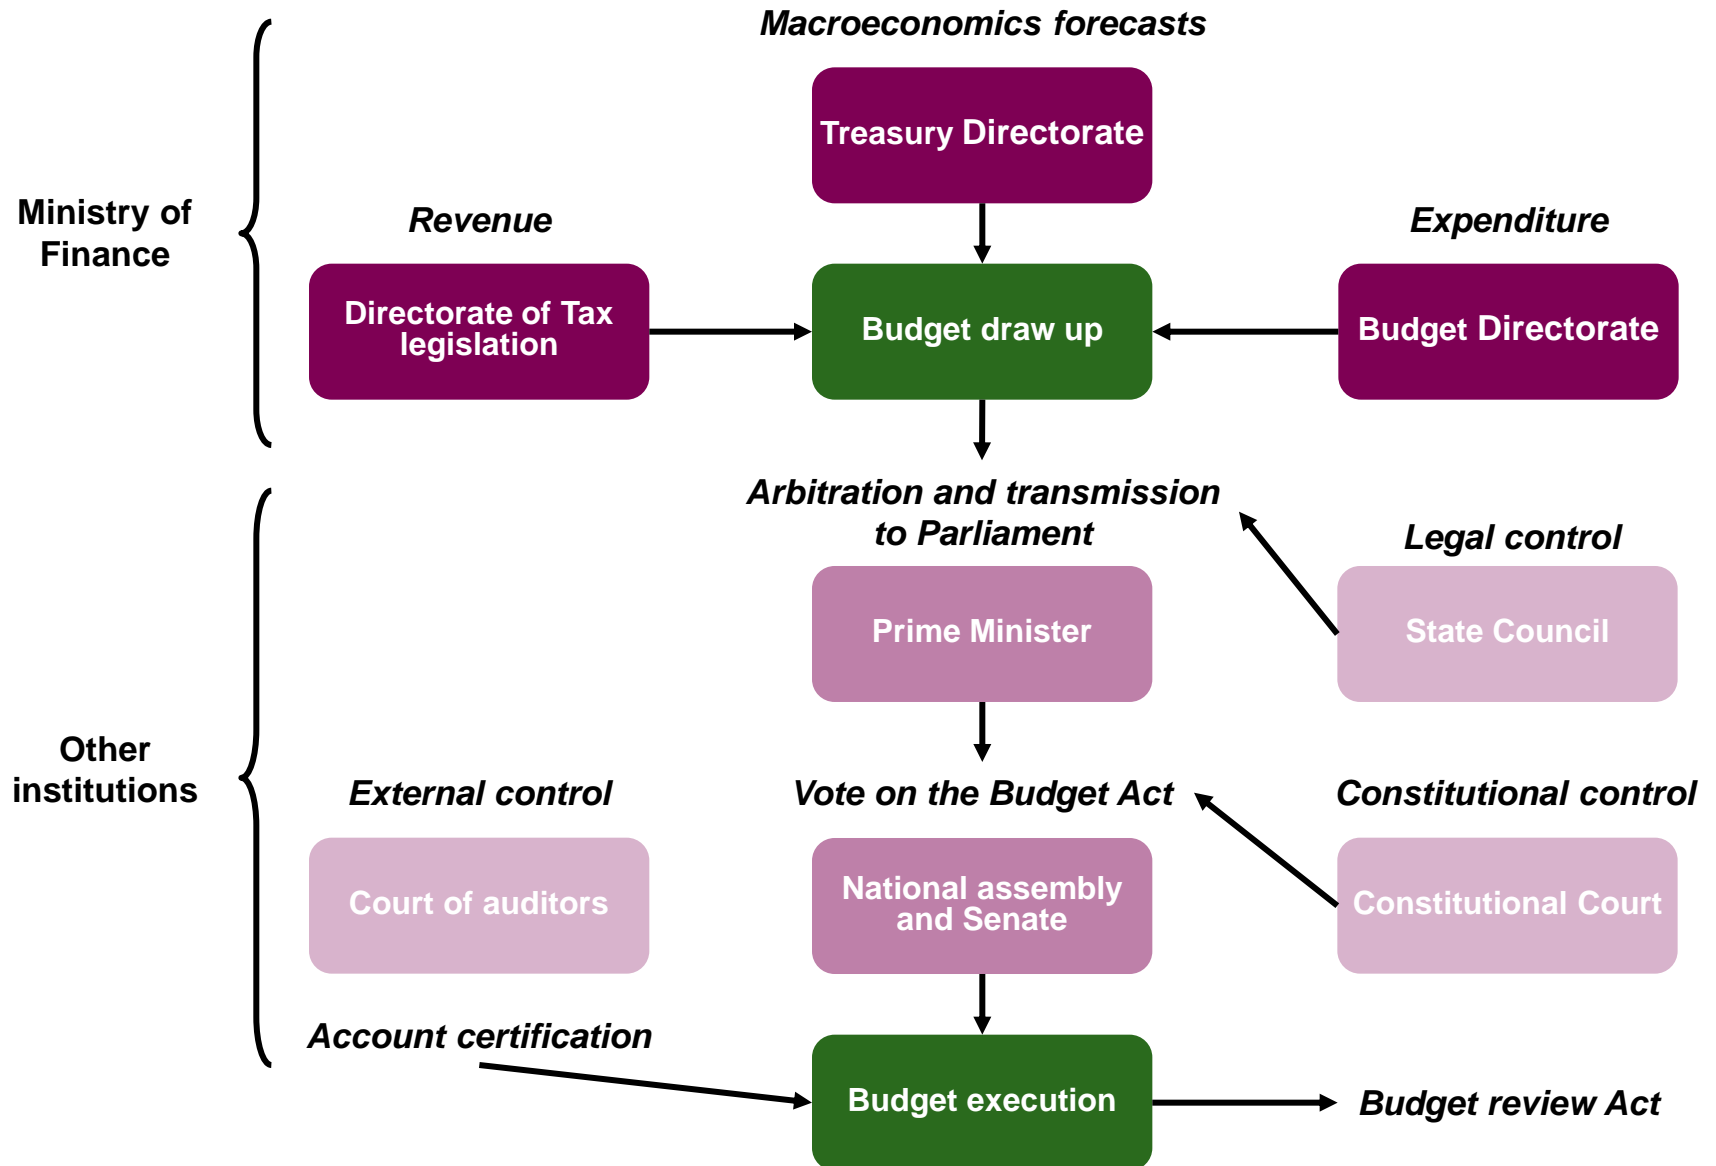 Macroeconomics forecasts
Treasury Directorate
Ministry of
Finance
Revenue
Expenditure
Directorate of Tax
legislation
Budget draw up
Budget Directorate
Arbitration and transmission
to Parliament
Legal control
Prime Minister
State Council
Other
institutions
External control
Vote on the Budget Act
Constitutional control
Court of auditors
National assembly
and Senate
Constitutional Court
Account certification
Budget execution
Budget review Act